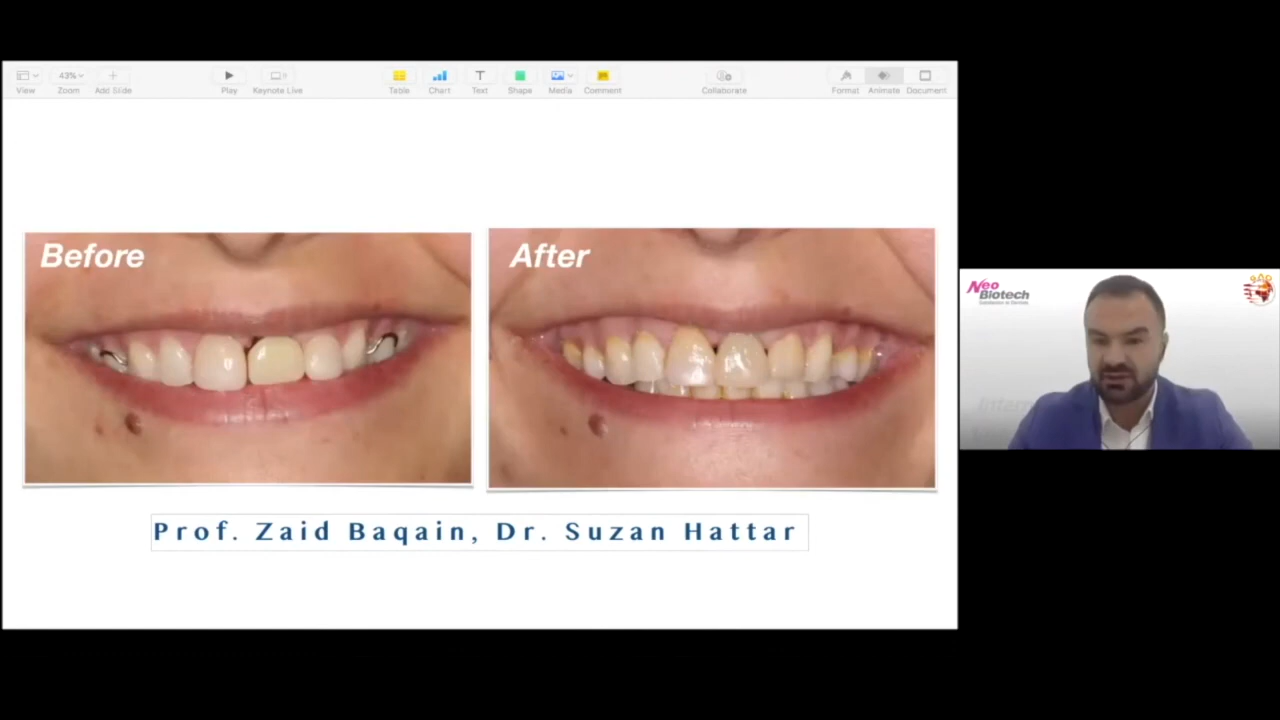 View
43%
Zoom
Add Slide
Play
Keynote Live
Table
Chart
Text
Shape
Media
Comment
Collaborate
Format
Animate
Document
Before
After
Prof. Zaid Baqain, Dr. Suzan Hattar
Neo
Biotech